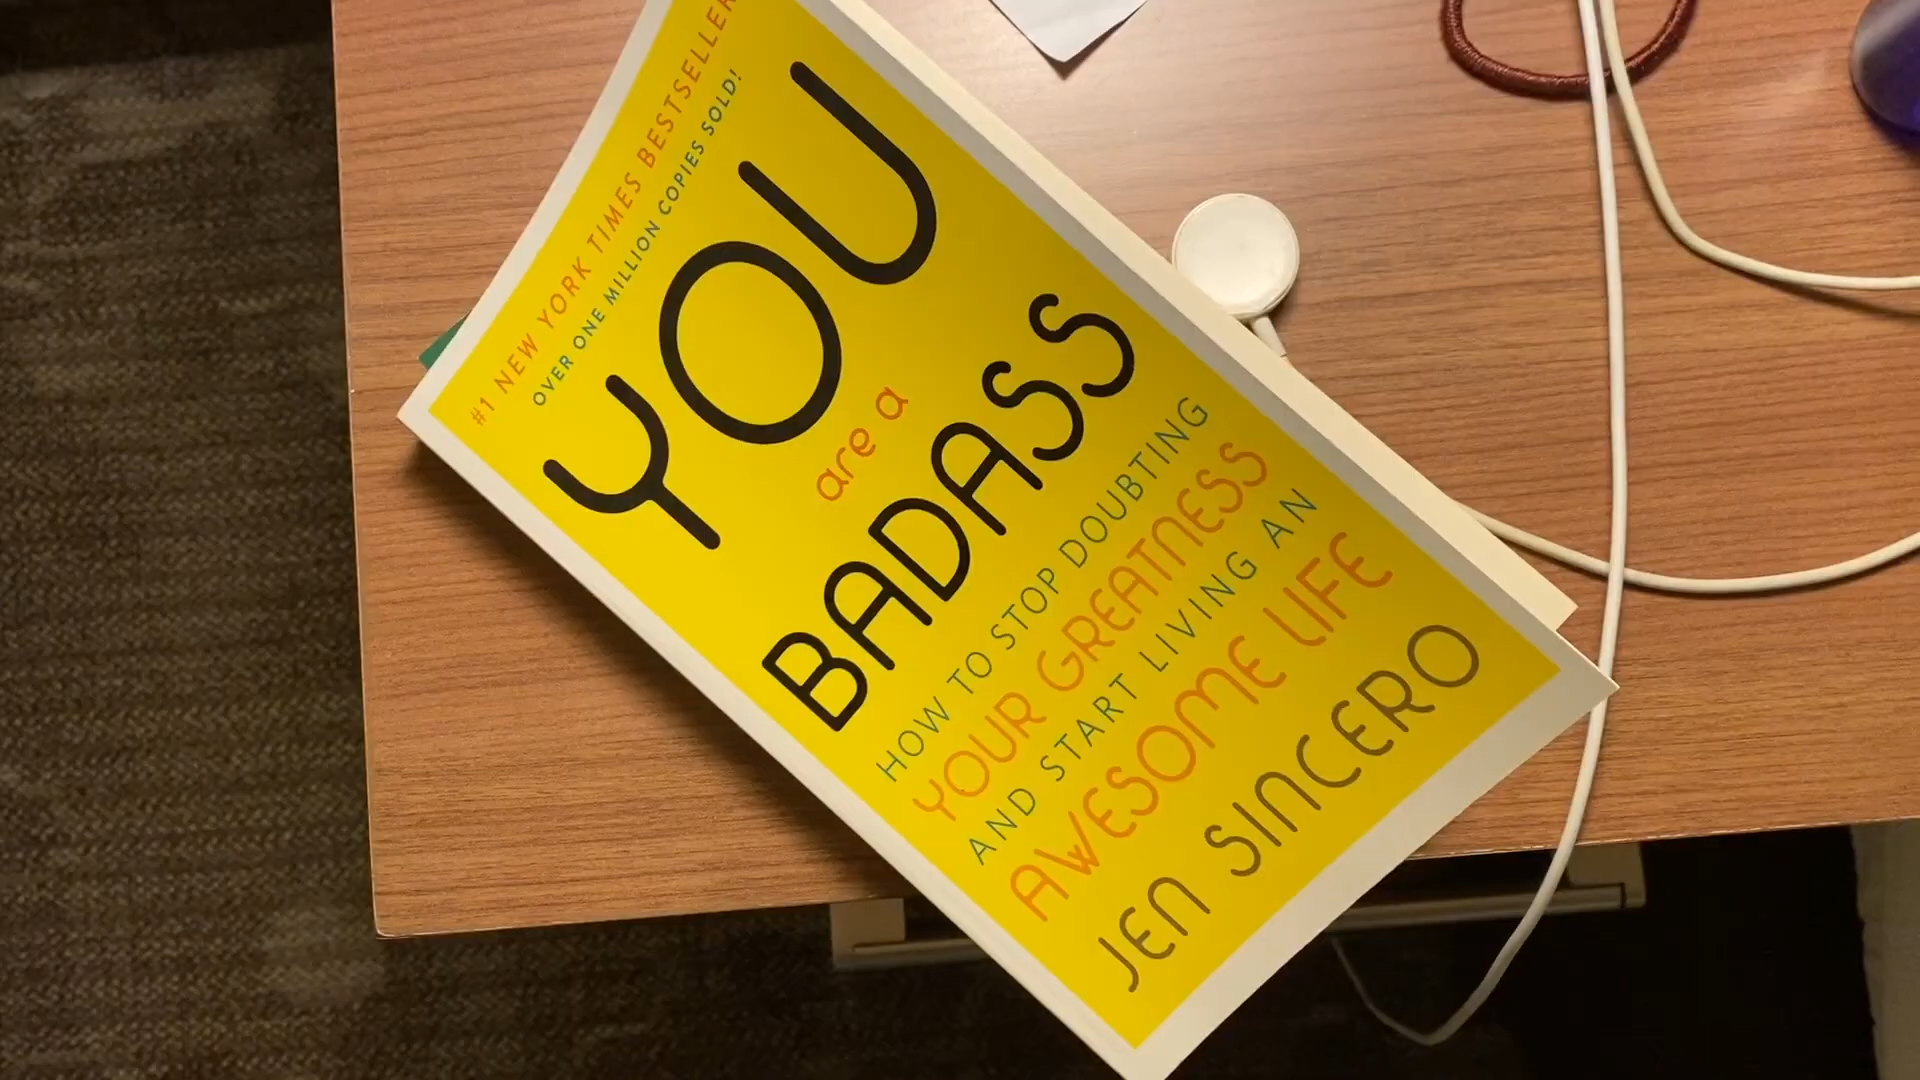 #1 NEW YORK TIMES BESTSELLER
OVER ONE MILLION COPIES SOLD!
YOU
are a
BADASS
HOW TO STOP DOUBTING
YOUR GREATNESS
AND START LIVING AN
AWESOME LIFE
JEN SINCERO